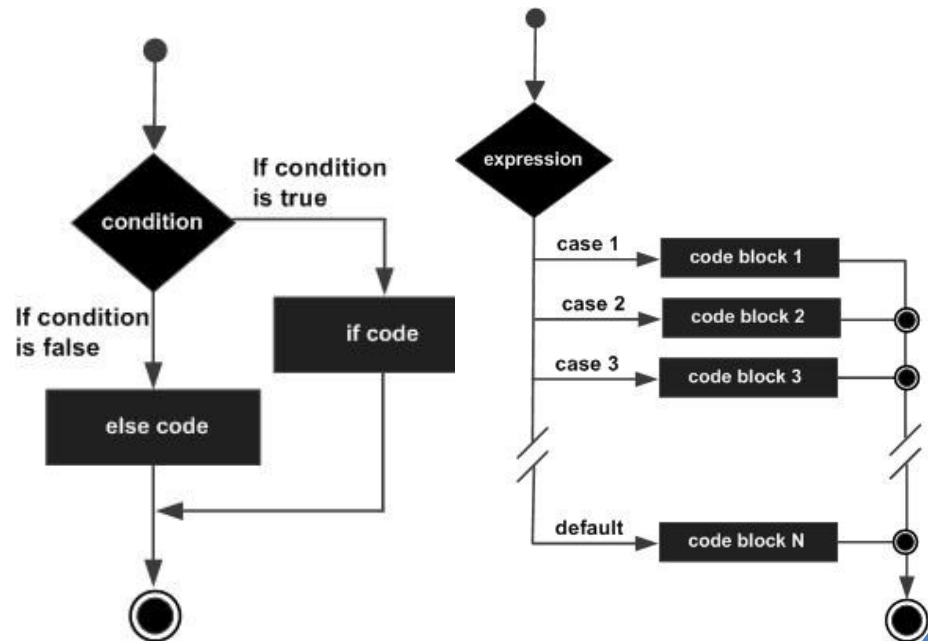 If condition
is true
condition
If condition
is false
if code
else code
expression
case 1
code block 1
case 2
code block 2
case 3
code block 3
default
code block N